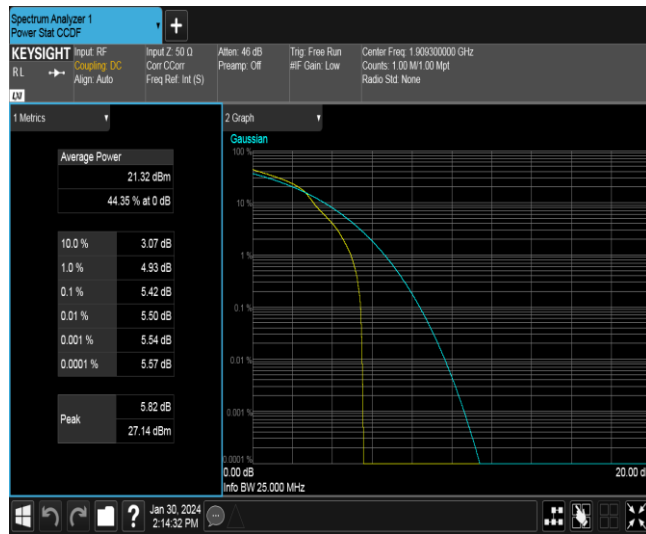 Spectrum Analyzer 1
Power Stat CCDF
+
KEYSIGHT
RL
LXI
Input: RF
Coupling: DC
Align: Auto
Input Z: 50 Ω
Corr CCorr
Freq Ref: Int (S)
Atten: 46 dB
Preamp: Off
Trig: Free Run
#IF Gain: Low
Center Freq: 1.909300000 GHz
Counts: 1.00 M/1.00 Mpt
Radio Std: None
1 Metrics
Average Power
21.32 dBm
44.35 % at 0 dB
10.0 % 3.07 dB
1.0 % 4.93 dB
0.1 % 5.42 dB
0.01 % 5.50 dB
0.001 % 5.54 dB
0.0001 % 5.57 dB
Peak
5.82 dB
27.14 dBm
2 Graph
Gaussian
100 %
10 %
1 %
0.1 %
0.01 %
0.001 %
0.0001 %
0.00 dB
20.00 d
Info BW 25.000 MHz
?
Jan 30, 2024
2:14:32 PM